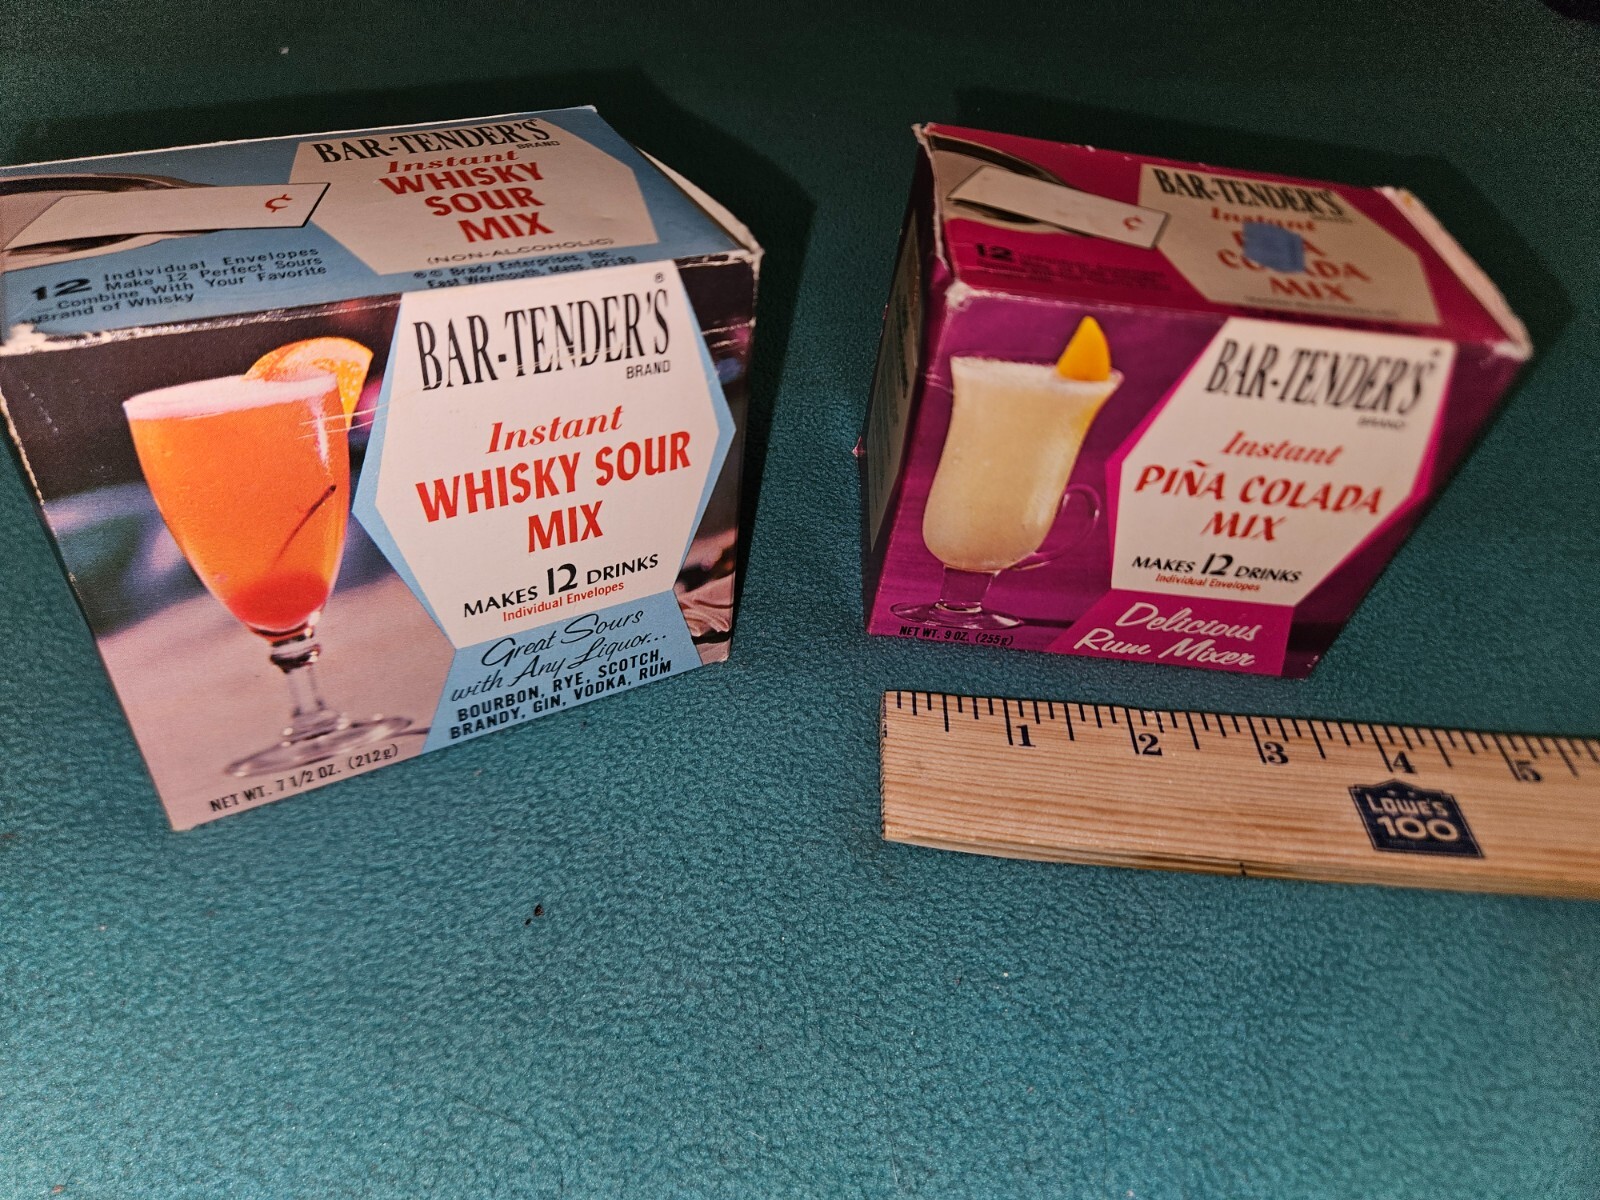 BAR-TENDER'S
BRAND
Instant
WHISKY
SOUR
MIX
(NON-ALCOHOLIC)
® © Brady Enterprises, Inc.
East Weymouth, Mass. 02189
¢
12 Individual Envelopes
Make 12 Perfect Sours
Combine With Your Favorite
Brand of Whisky
BAR-TENDER'S®
BRAND
Instant
WHISKY SOUR
MIX
MAKES 12 DRINKS
Individual Envelopes
Great Sours
with Any Liquor...
BOURBON, RYE, SCOTCH,
BRANDY, GIN, VODKA, RUM
NET WT. 7 1/2 OZ. (212g)
BAR-TENDER'S
Instant
COLADA
MIX
¢
12
BAR-TENDER'S®
BRAND
Instant
PIÑA COLADA
MIX
MAKES 12 DRINKS
Individual Envelopes
Delicious
Rum Mixer
NET WT. 9 OZ. (255g)
1 2 3 4 5
LOWE'S
100